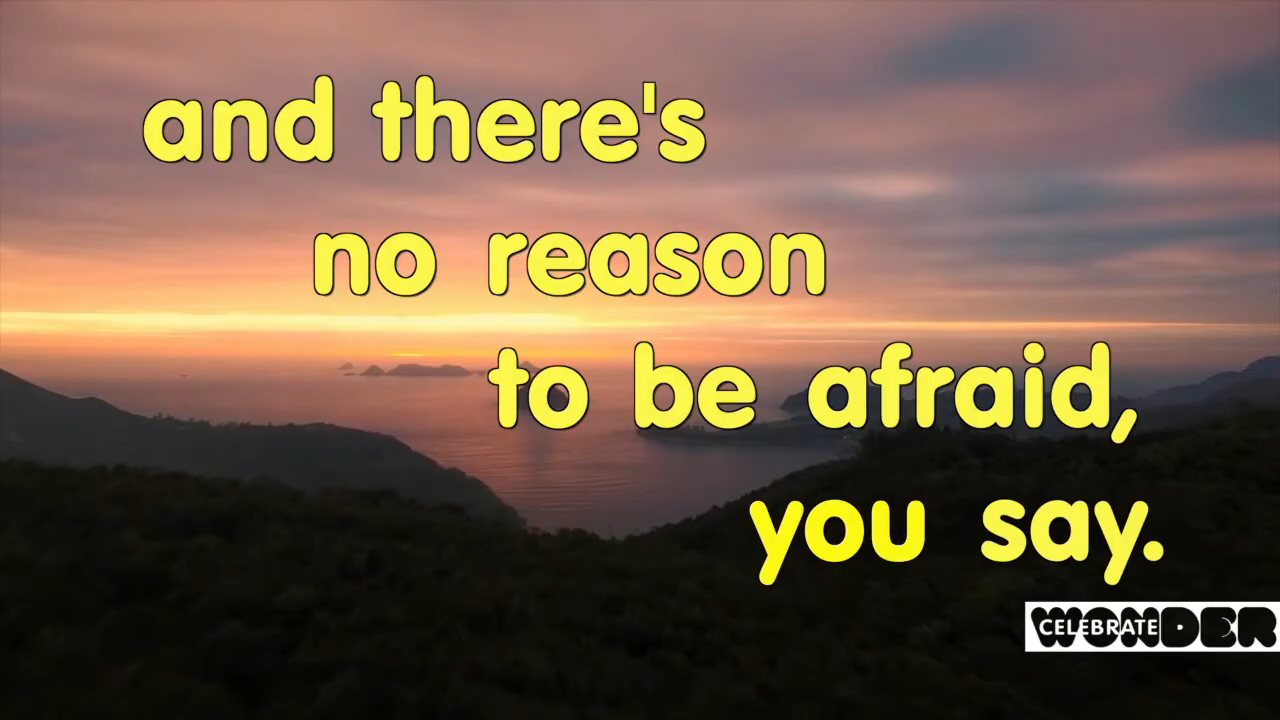 and there's
no reason
to be afraid,
you say.
CELEBRATE WONDER